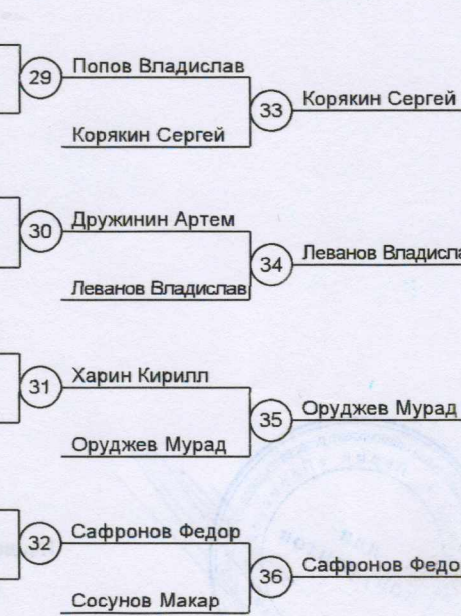 29
Попов Владислав
33
Корякин Сергей
Корякин Сергей
30
Дружинин Артем
34
Леванов Владисла
Леванов Владислав
31
Харин Кирилл
35
Оруджев Мурад
Оруджев Мурад
32
Сафронов Федор
36
Сафронов Федо
Сосунов Макар